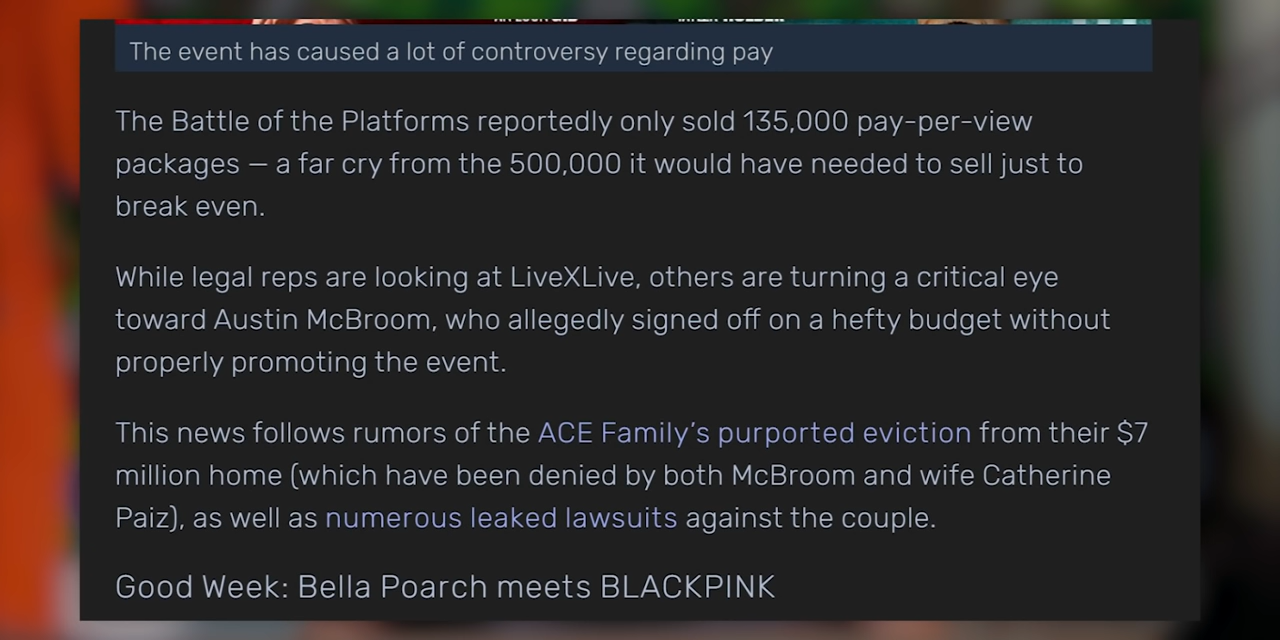 The event has caused a lot of controversy regarding pay
The Battle of the Platforms reportedly only sold 135,000 pay-per-view
packages — a far cry from the 500,000 it would have needed to sell just to
break even.
While legal reps are looking at LiveXLive, others are turning a critical eye
toward Austin McBroom, who allegedly signed off on a hefty budget without
properly promoting the event.
This news follows rumors of the ACE Family's purported eviction from their $7
million home (which have been denied by both McBroom and wife Catherine
Paiz), as well as numerous leaked lawsuits against the couple.
Good Week: Bella Poarch meets BLACKPINK